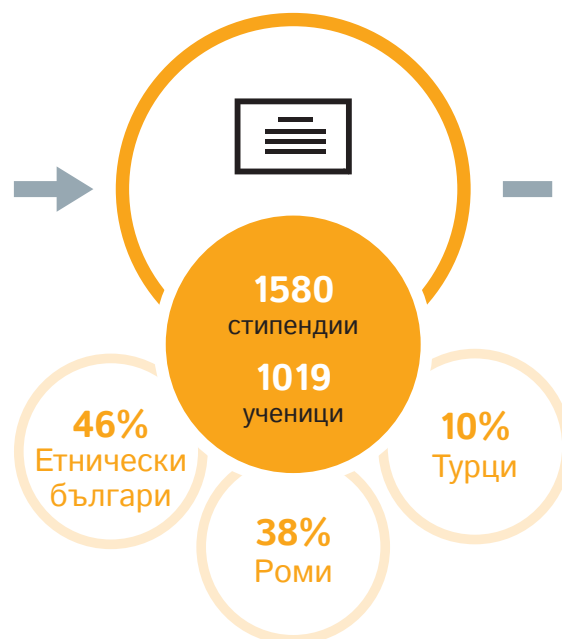 1580
стипендии
1019
ученици
46%
Етнически
българи
38%
Роми
10%
Турци